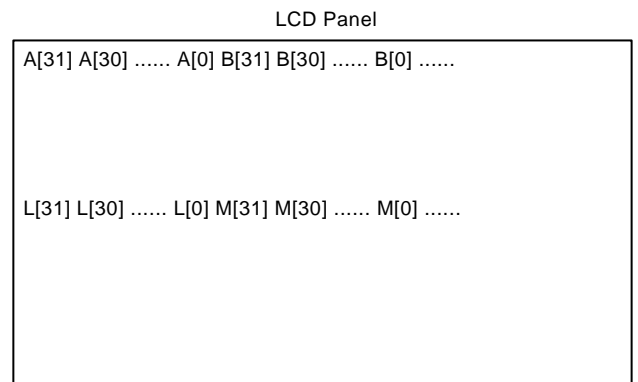 LCD Panel
A[31] A[30] ...... A[0] B[31] B[30] ...... B[0] ......
L[31] L[30] ...... L[0] M[31] M[30] ...... M[0] ......